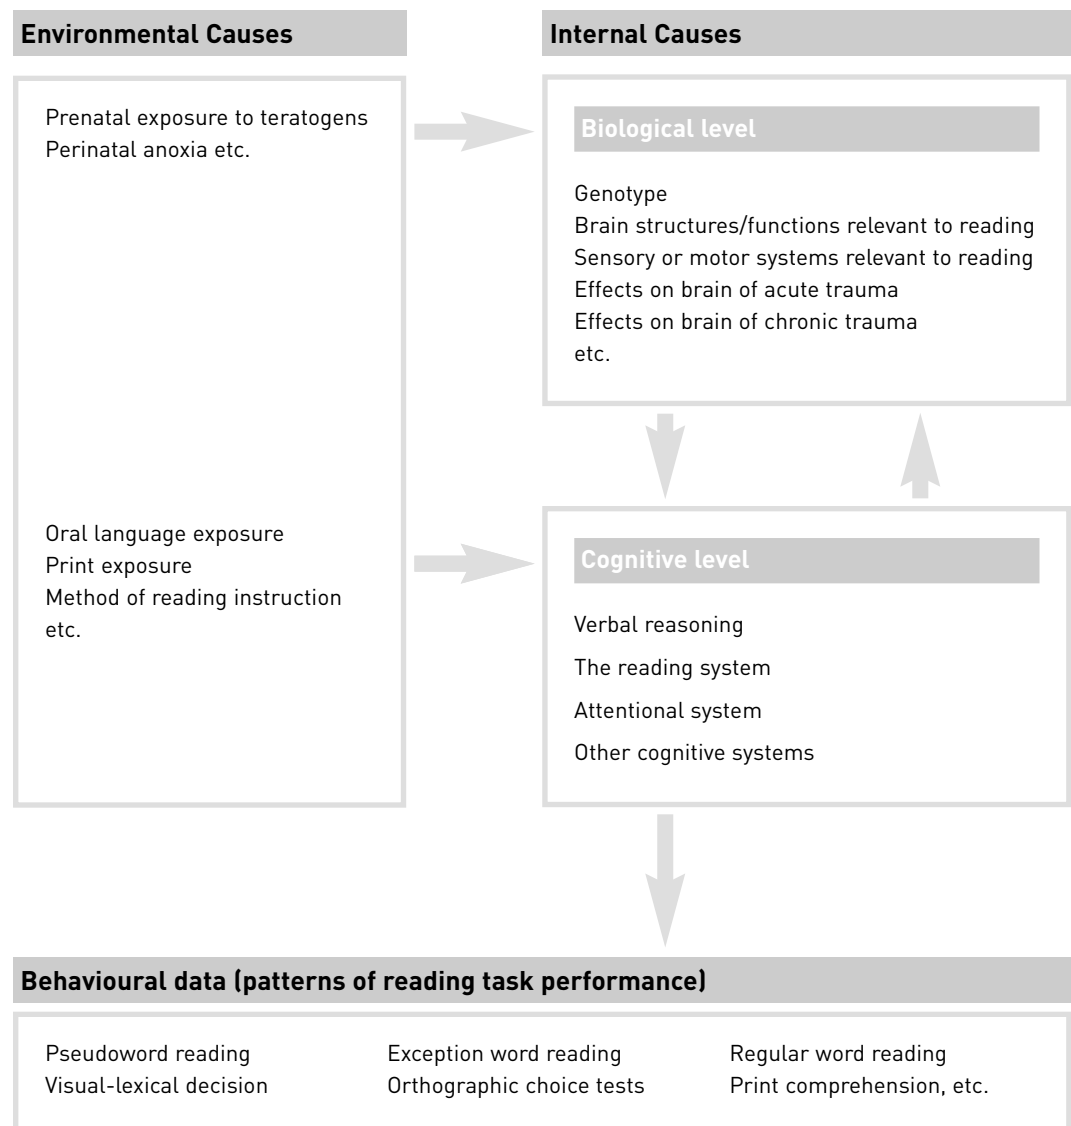 Environmental Causes
Prenatal exposure to teratogens
Perinatal anoxia etc.
Oral language exposure
Print exposure
Method of reading instruction
etc.
Internal Causes
Biological level
Genotype
Brain structures/functions relevant to reading
Sensory or motor systems relevant to reading
Effects on brain of acute trauma
Effects on brain of chronic trauma
etc.
Cognitive level
Verbal reasoning
The reading system
Attentional system
Other cognitive systems
Behavioural data (patterns of reading task performance)
Pseudoword reading
Visual-lexical decision
Exception word reading
Orthographic choice tests
Regular word reading
Print comprehension, etc.